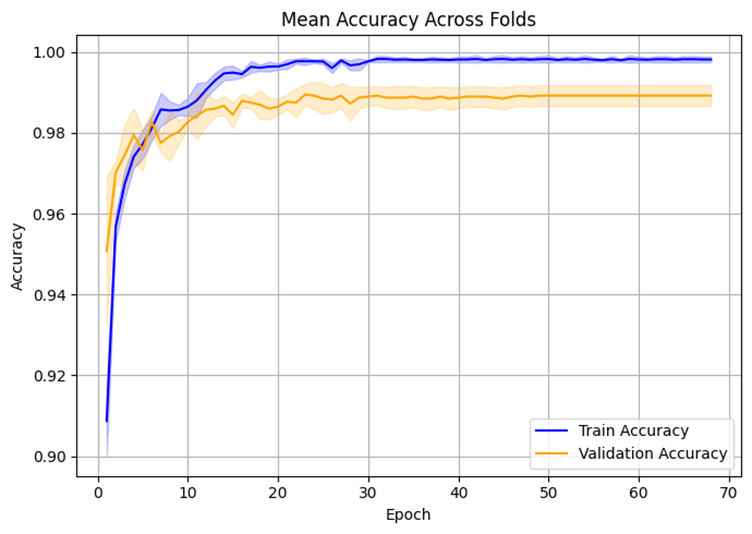 Mean Accuracy Across Folds
1.00
0.98
0.96
0.94
0.92
0.90
Accuracy
0 10 20 30 40 50 60 70
Epoch
Train Accuracy
Validation Accuracy